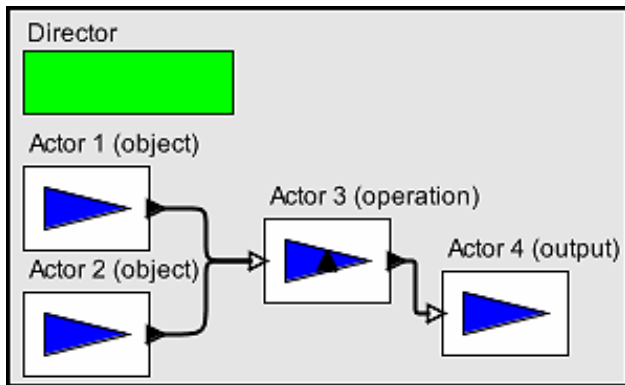 Director
Actor 1 (object)
Actor 3 (operation)
Actor 4 (output)
Actor 2 (object)